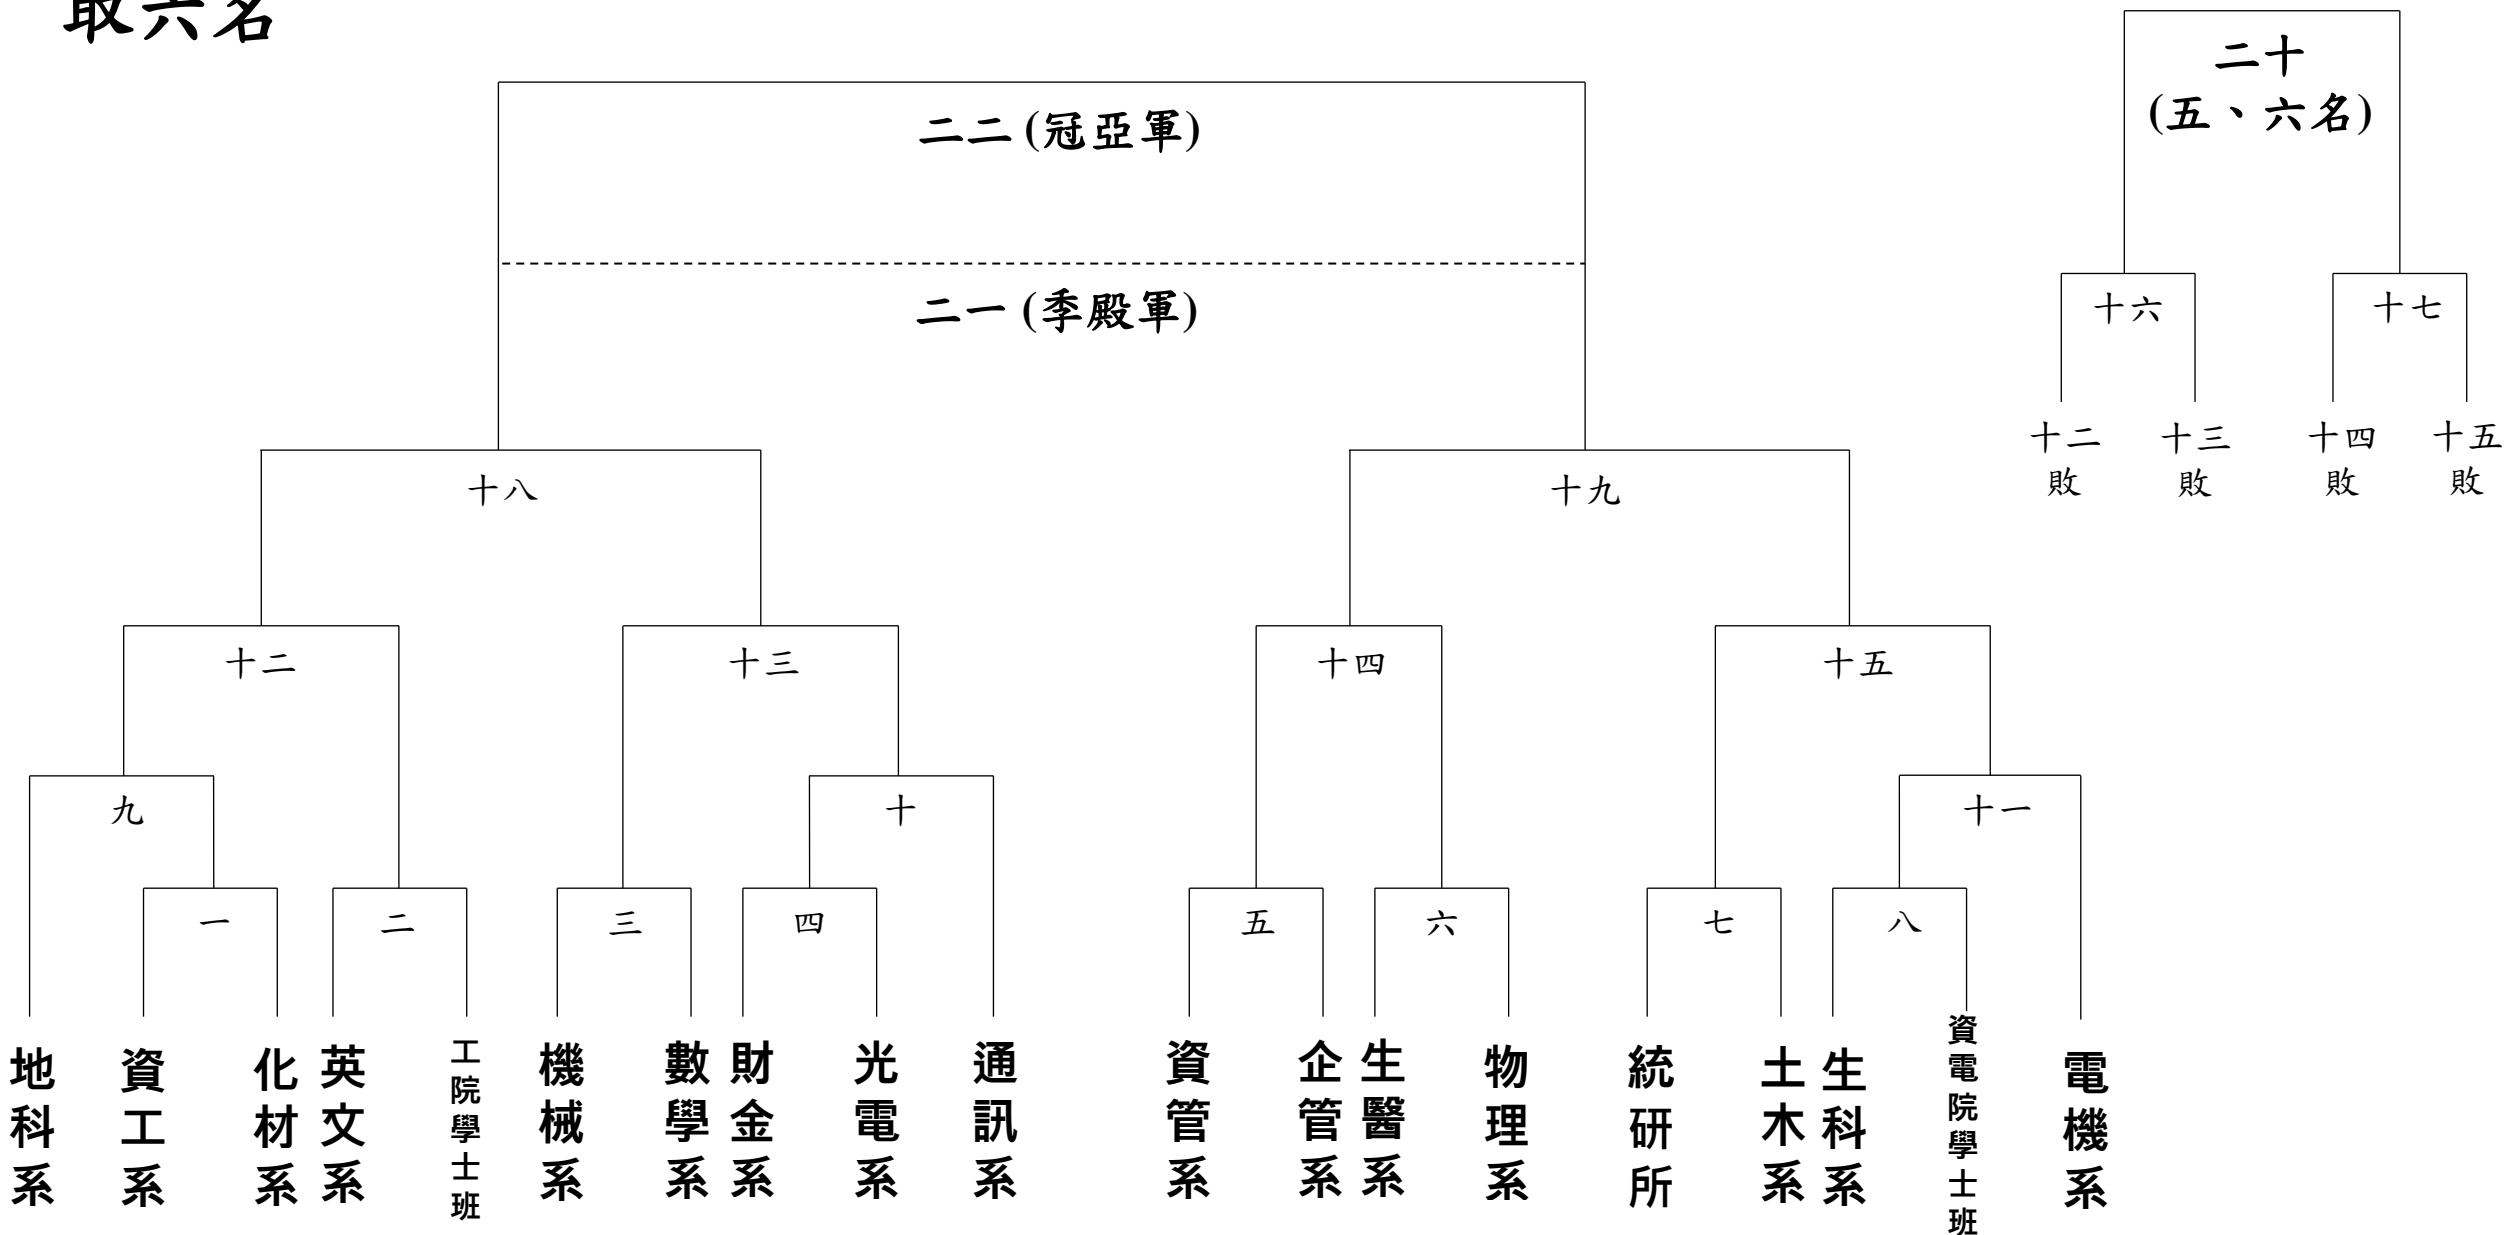 取六名
二十
(五、六名)
二二 (冠亞軍)
二一 (季殿軍)
十六
十七
十二敗
十三敗
十四敗
十五敗
十八
十九
十二
十三
十四
十五
九
十
十一
一
二
三
四
五
六
七
八
地科系
資工系
化材系
英文系
工院學士班
機械系
數學系
財金系
光電系
通訊系
資管系
企管系
生醫系
物理系
統研所
土木系
生科系
資電院學士班
電機系